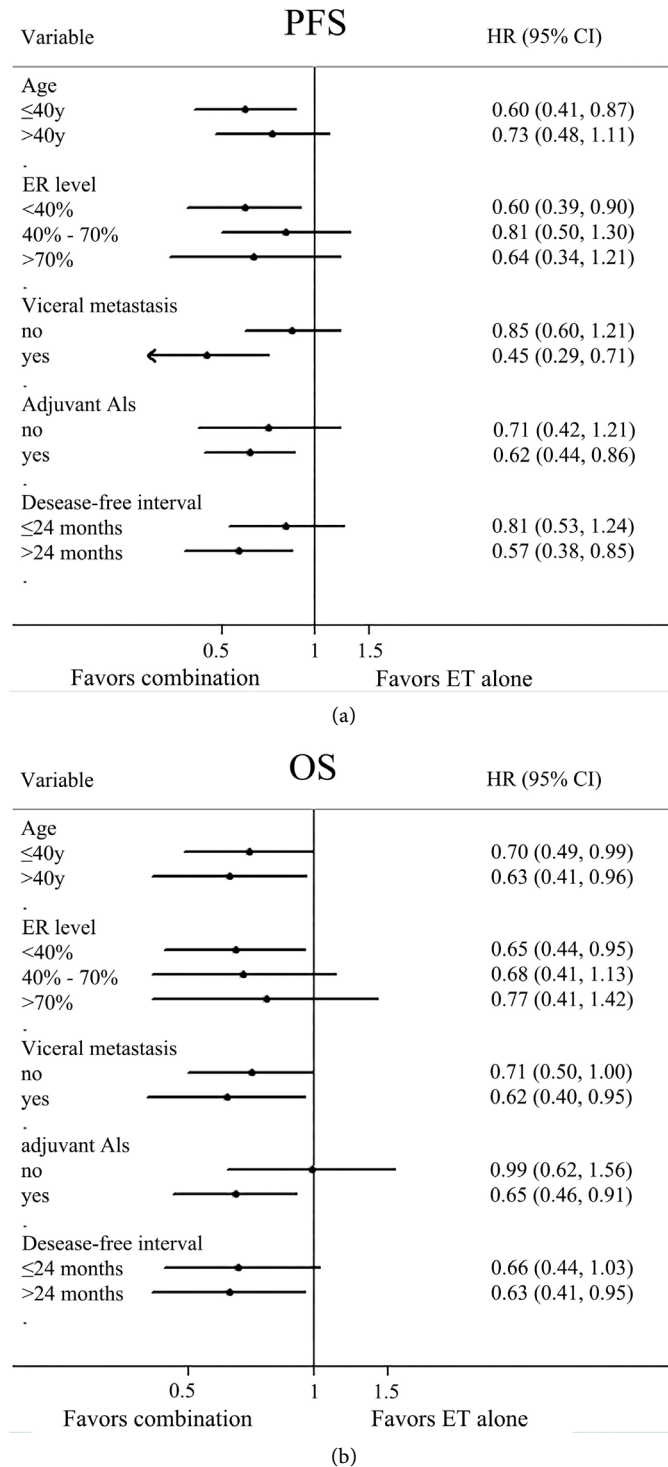 PFS
Variable HR (95% CI)
Age
≤40y 0.60 (0.41, 0.87)
>40y 0.73 (0.48, 1.11)
.
ER level
<40% 0.60 (0.39, 0.90)
40% - 70% 0.81 (0.50, 1.30)
>70% 0.64 (0.34, 1.21)
.
Viceral metastasis
no 0.85 (0.60, 1.21)
yes 0.45 (0.29, 0.71)
.
Adjuvant Als
no 0.71 (0.42, 1.21)
yes 0.62 (0.44, 0.86)
.
Desease-free interval
≤24 months 0.81 (0.53, 1.24)
>24 months 0.57 (0.38, 0.85)
.
0.5 1 1.5
Favors combination Favors ET alone
(a)
OS
Variable HR (95% CI)
Age
≤40y 0.70 (0.49, 0.99)
>40y 0.63 (0.41, 0.96)
.
ER level
<40% 0.65 (0.44, 0.95)
40% - 70% 0.68 (0.41, 1.13)
>70% 0.77 (0.41, 1.42)
.
Viceral metastasis
no 0.71 (0.50, 1.00)
yes 0.62 (0.40, 0.95)
.
adjuvant Als
no 0.99 (0.62, 1.56)
yes 0.65 (0.46, 0.91)
.
Desease-free interval
≤24 months 0.66 (0.44, 1.03)
>24 months 0.63 (0.41, 0.95)
.
0.5 1 1.5
Favors combination Favors ET alone
(b)